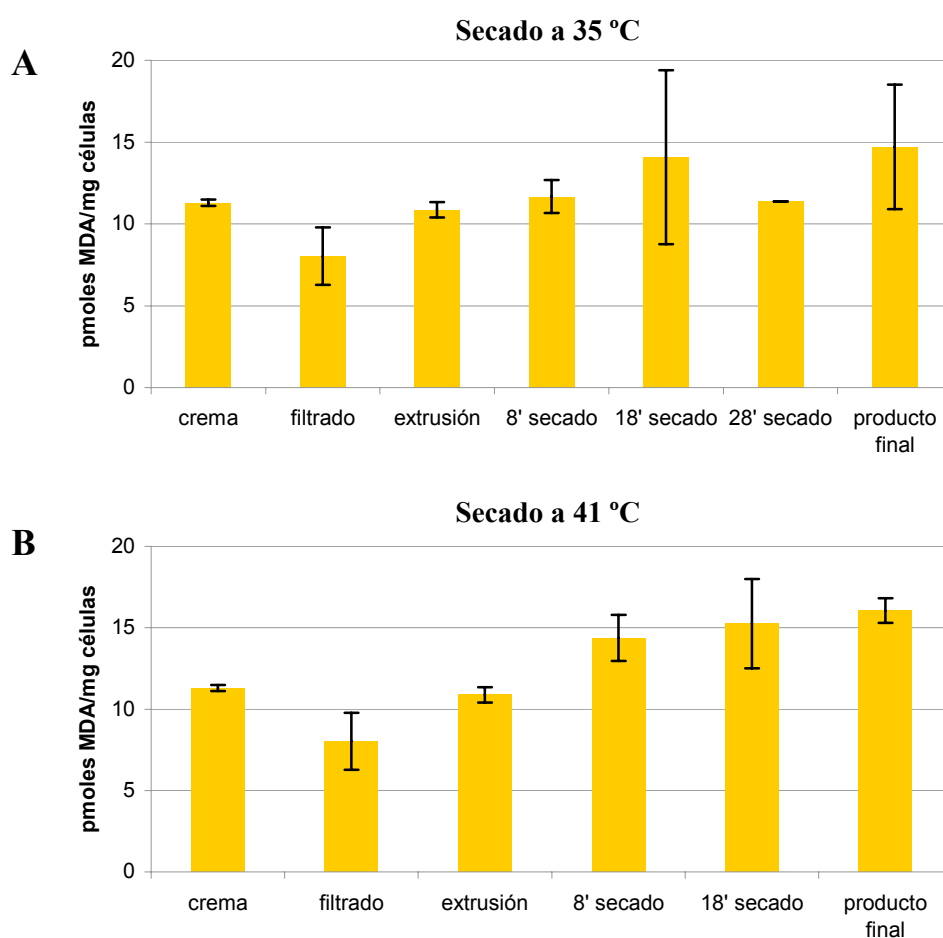 Secado a 35 ºC
A
pmoles MDA/mg células
20
15
10
5
0
crema filtrado extrusión 8' secado 18' secado 28' secado producto
final
Secado a 41 ºC
B
pmoles MDA/mg células
20
15
10
5
0
crema filtrado extrusión 8' secado 18' secado producto
final